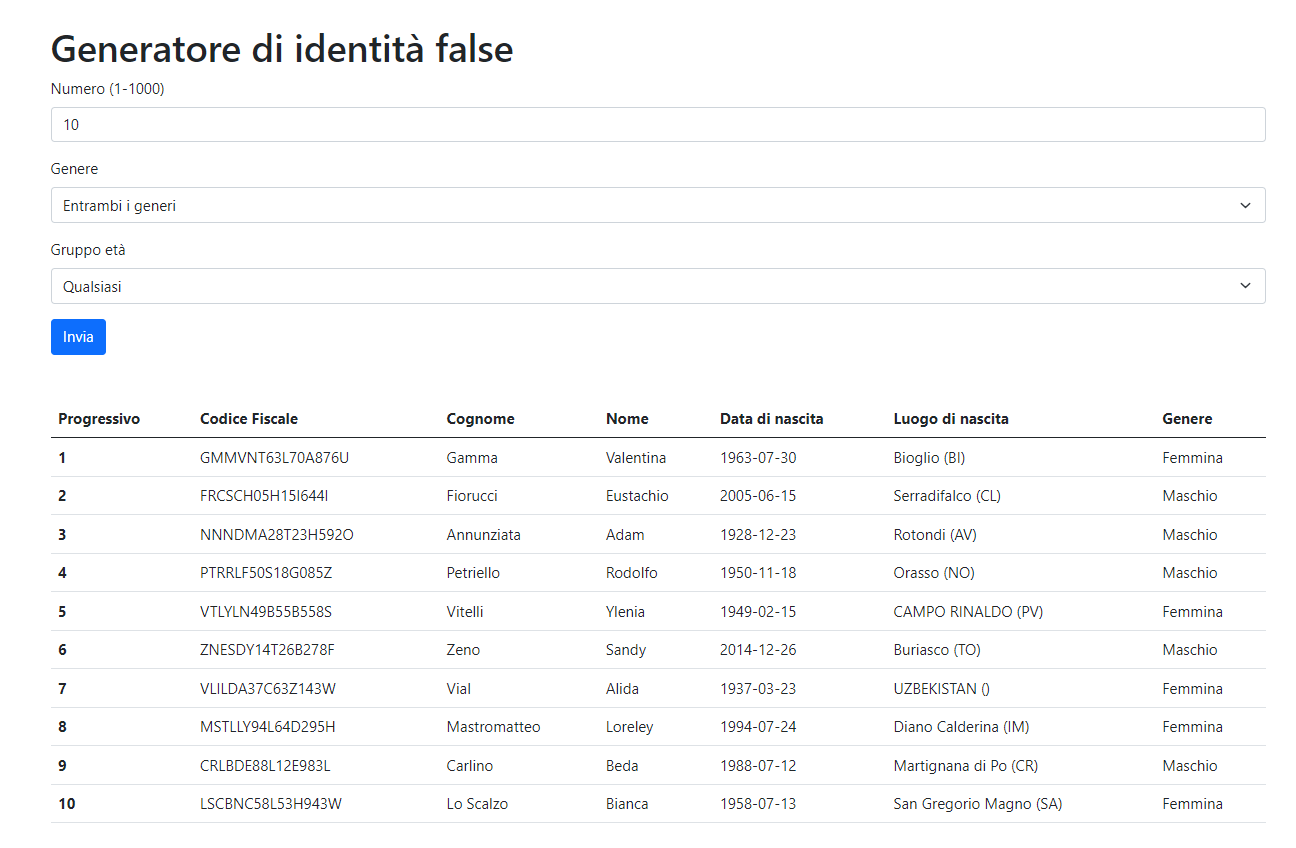 Generatore di identità false
Numero (1-1000)
10
Genere
Entrambi i generi
Gruppo età
Qualsiasi
Invia
Progressivo Codice Fiscale Cognome Nome Data di nascita Luogo di nascita Genere
1 GMMVNT63L70A876U Gamma Valentina 1963-07-30 Bioglio (BI) Femmina
2 FRCSCH05H15I644I Fiorucci Eustachio 2005-06-15 Serradifalco (CL) Maschio
3 NNNDMA28T23H592O Annunziata Adam 1928-12-23 Rotondi (AV) Maschio
4 PTRRLF50S18G085Z Petriello Rodolfo 1950-11-18 Orasso (NO) Maschio
5 VTLYLN49B55B558S Vitelli Ylenia 1949-02-15 CAMPO RINALDO (PV) Femmina
6 ZNESDY14T26B278F Zeno Sandy 2014-12-26 Buriasco (TO) Maschio
7 VLILDA37C63Z143W Vial Alida 1937-03-23 UZBEKISTAN () Femmina
8 MSTLLY94L64D295H Mastromatteo Loreley 1994-07-24 Diano Calderina (IM) Femmina
9 CRLBDE88L12E983L Carlino Beda 1988-07-12 Martignana di Po (CR) Maschio
10 LSCBNC58L53H943W Lo Scalzo Bianca 1958-07-13 San Gregorio Magno (SA) Femmina